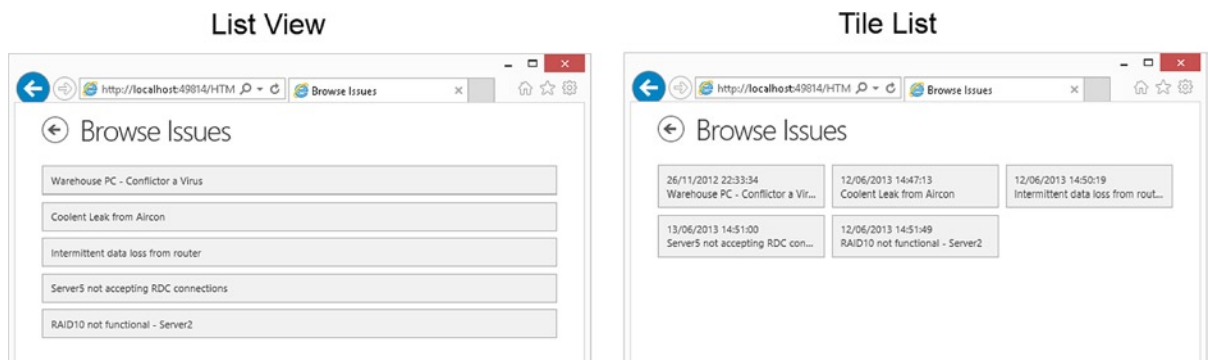 List View
http://localhost:49814/HTM
Browse Issues
Browse Issues
Warehouse PC - Conflictor a Virus
Coolent Leak from Aircon
Intermittent data loss from router
Server5 not accepting RDC connections
RAID10 not functional - Server2
Tile List
http://localhost:49814/HTM
Browse Issues
Browse Issues
26/11/2012 22:33:34
Warehouse PC - Conflictor a Vir...
12/06/2013 14:47:13
Coolent Leak from Aircon
12/06/2013 14:50:19
Intermittent data loss from rout...
13/06/2013 14:51:00
Server5 not accepting RDC con...
12/06/2013 14:51:49
RAID10 not functional - Server2